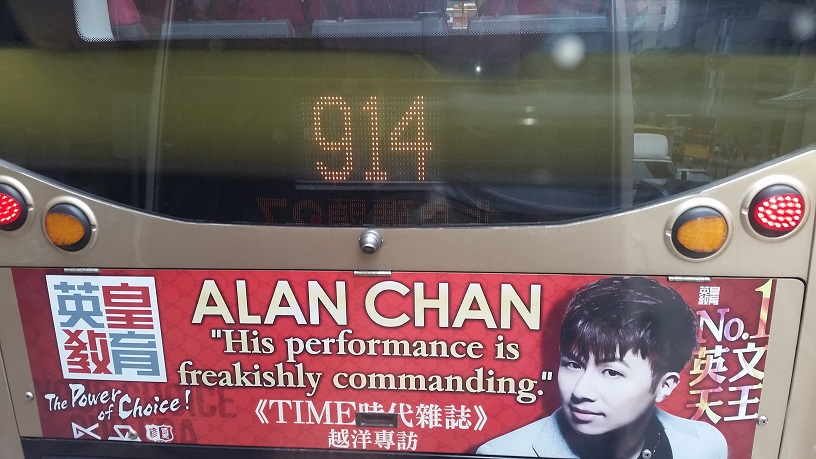 914
英皇
教育
ALAN CHAN
"His performance is
freakishly commanding."
The Power
of Choice!
《TIME時代雜誌》
越洋專訪
英皇
教育
No.1
英文
天王